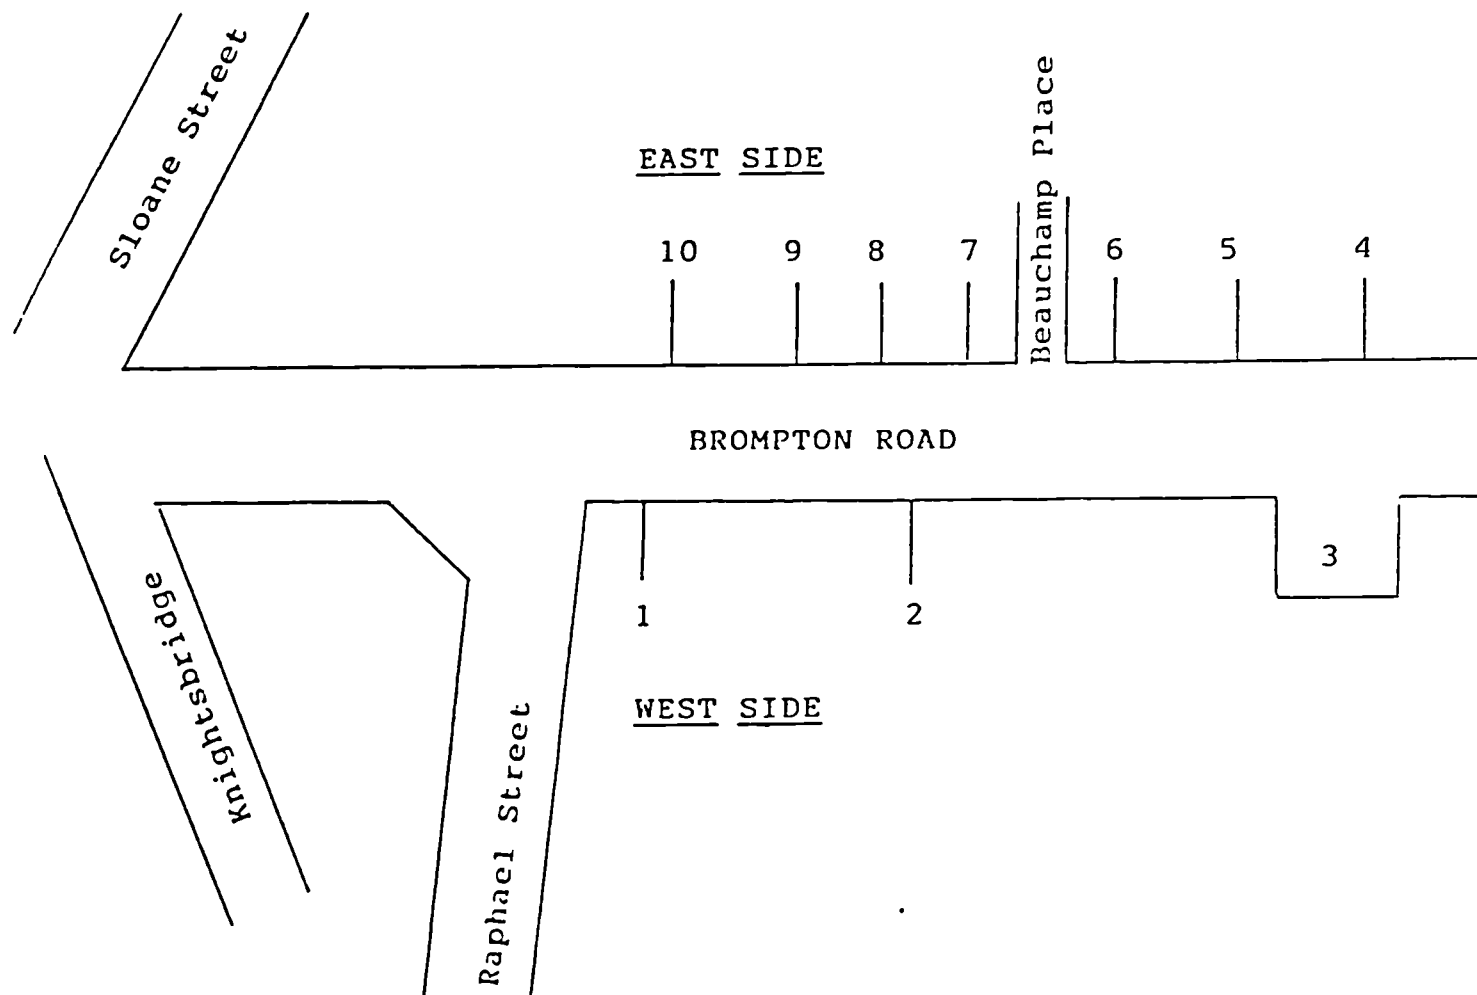 Sloane Street
Beauchamp Place
EAST SIDE
10 9 8 7 6 5 4
BROMPTON ROAD
3
1 2
Knightsbridge
WEST SIDE
Raphael Street